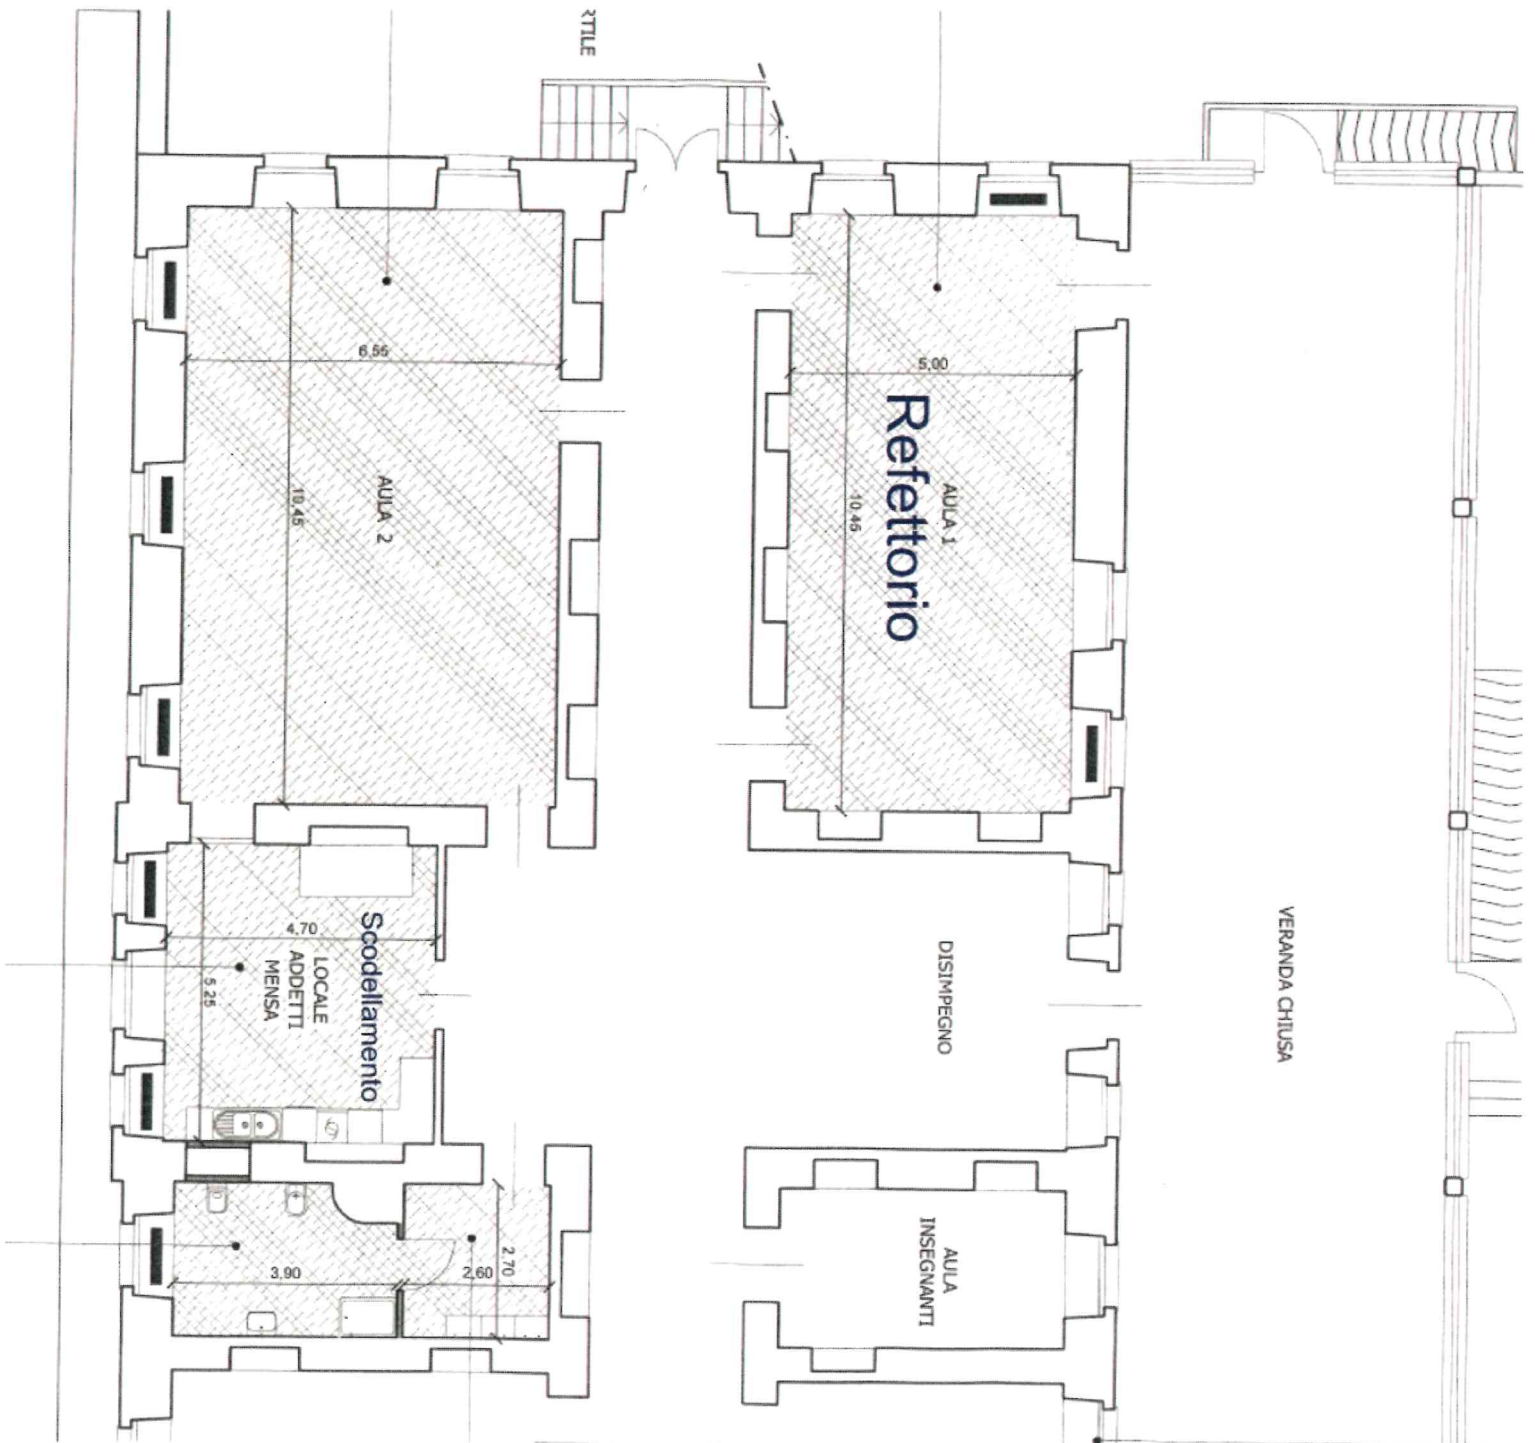 RTILE
6,55
10,45
AULA 2
5,00
10,45
AULA 1
Refettorio
4,70
5,25
LOCALE
ADDETTI
MENSA
Scodellamento
DISIMPEGNO
VERANDA CHIUSA
3,90
2,60
2,70
AULA
INSEGNANTI